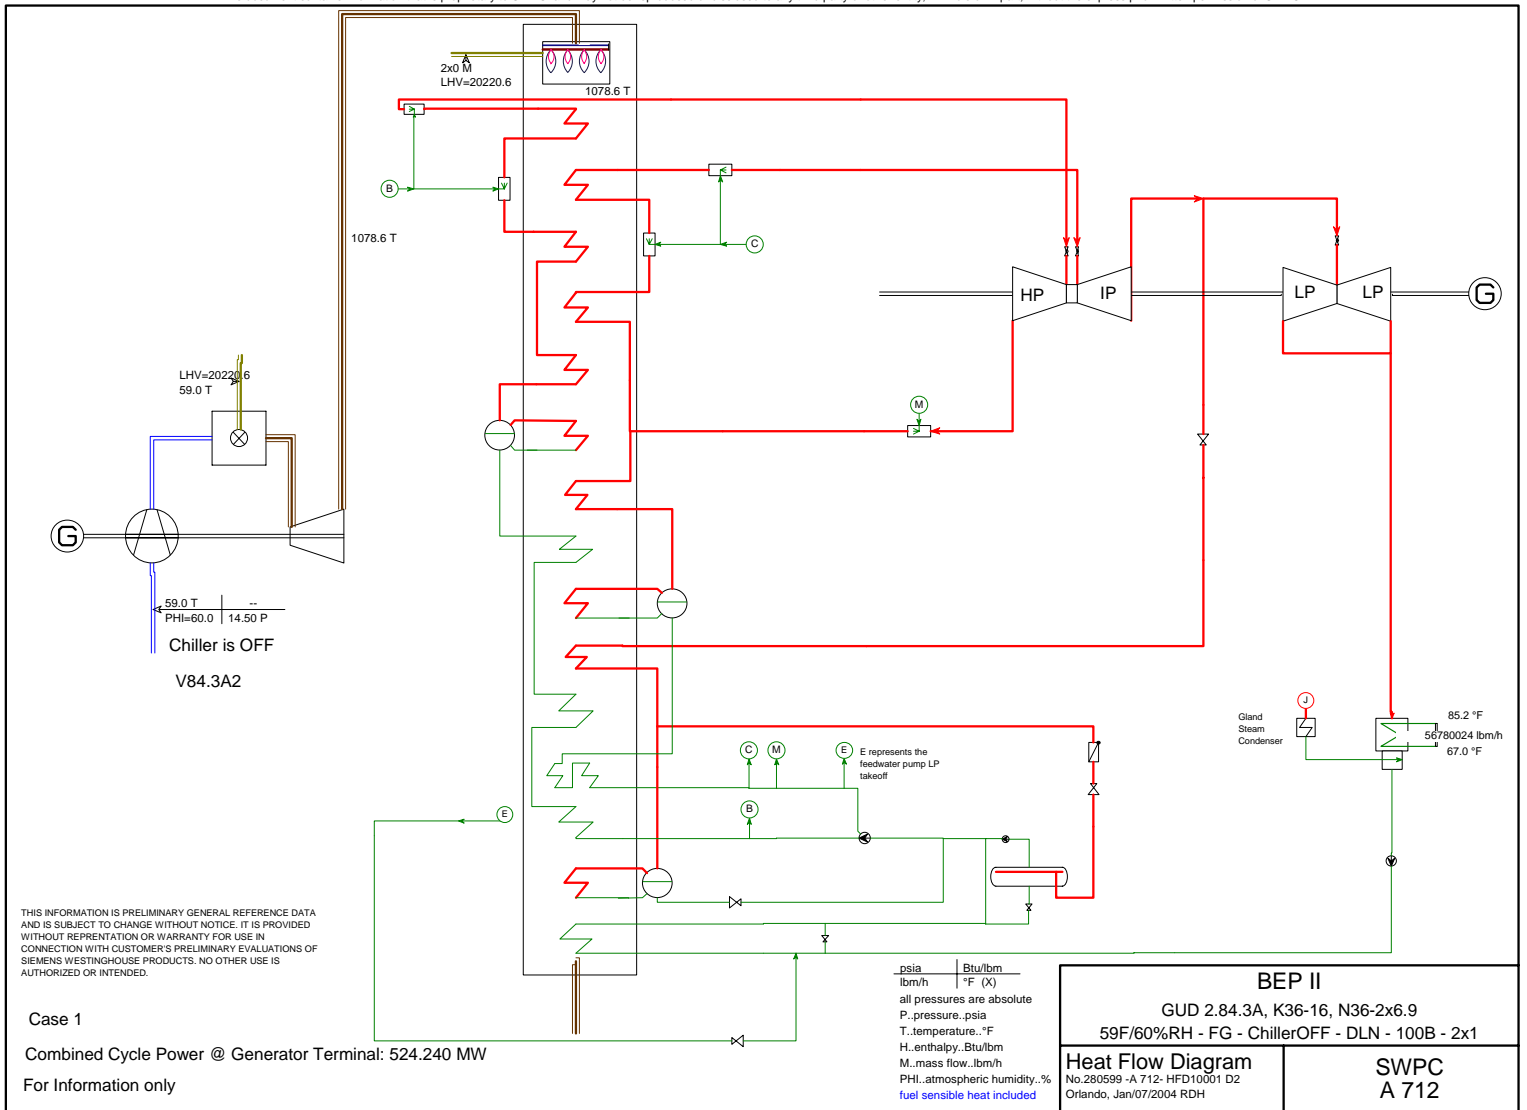 2x0 M
LHV=20220.6
1078.6 T
B
1078.6 T
C
HP
IP
LP
LP
G
LHV=20220.6
59.0 T
M
G
59.0 T
--
PHI=60.0
14.50 P
Chiller is OFF
V84.3A2
J
Gland
Steam
Condenser
85.2 °F
56780024 lbm/h
67.0 °F
C
M
E
E represents the
feedwater pump LP
takeoff
B
E
THIS INFORMATION IS PRELIMINARY GENERAL REFERENCE DATA
AND IS SUBJECT TO CHANGE WITHOUT NOTICE. IT IS PROVIDED
WITHOUT REPRENTATION OR WARRANTY FOR USE IN
CONNECTION WITH CUSTOMER'S PRELIMINARY EVALUATIONS OF
SIEMENS WESTINGHOUSE PRODUCTS. NO OTHER USE IS
AUTHORIZED OR INTENDED.
Case 1
Combined Cycle Power @ Generator Terminal: 524.240 MW
For Information only
psia
Btu/lbm
lbm/h
°F (X)
all pressures are absolute
P..pressure..psia
T..temperature..°F
H..enthalpy..Btu/lbm
M..mass flow..lbm/h
PHI..atmospheric humidity..%
fuel sensible heat included
BEP II
GUD 2.84.3A, K36-16, N36-2x6.9
59F/60%RH - FG - ChillerOFF - DLN - 100B - 2x1
Heat Flow Diagram
No.280599 -A 712- HFD10001 D2
Orlando, Jan/07/2004 RDH
SWPC
A 712